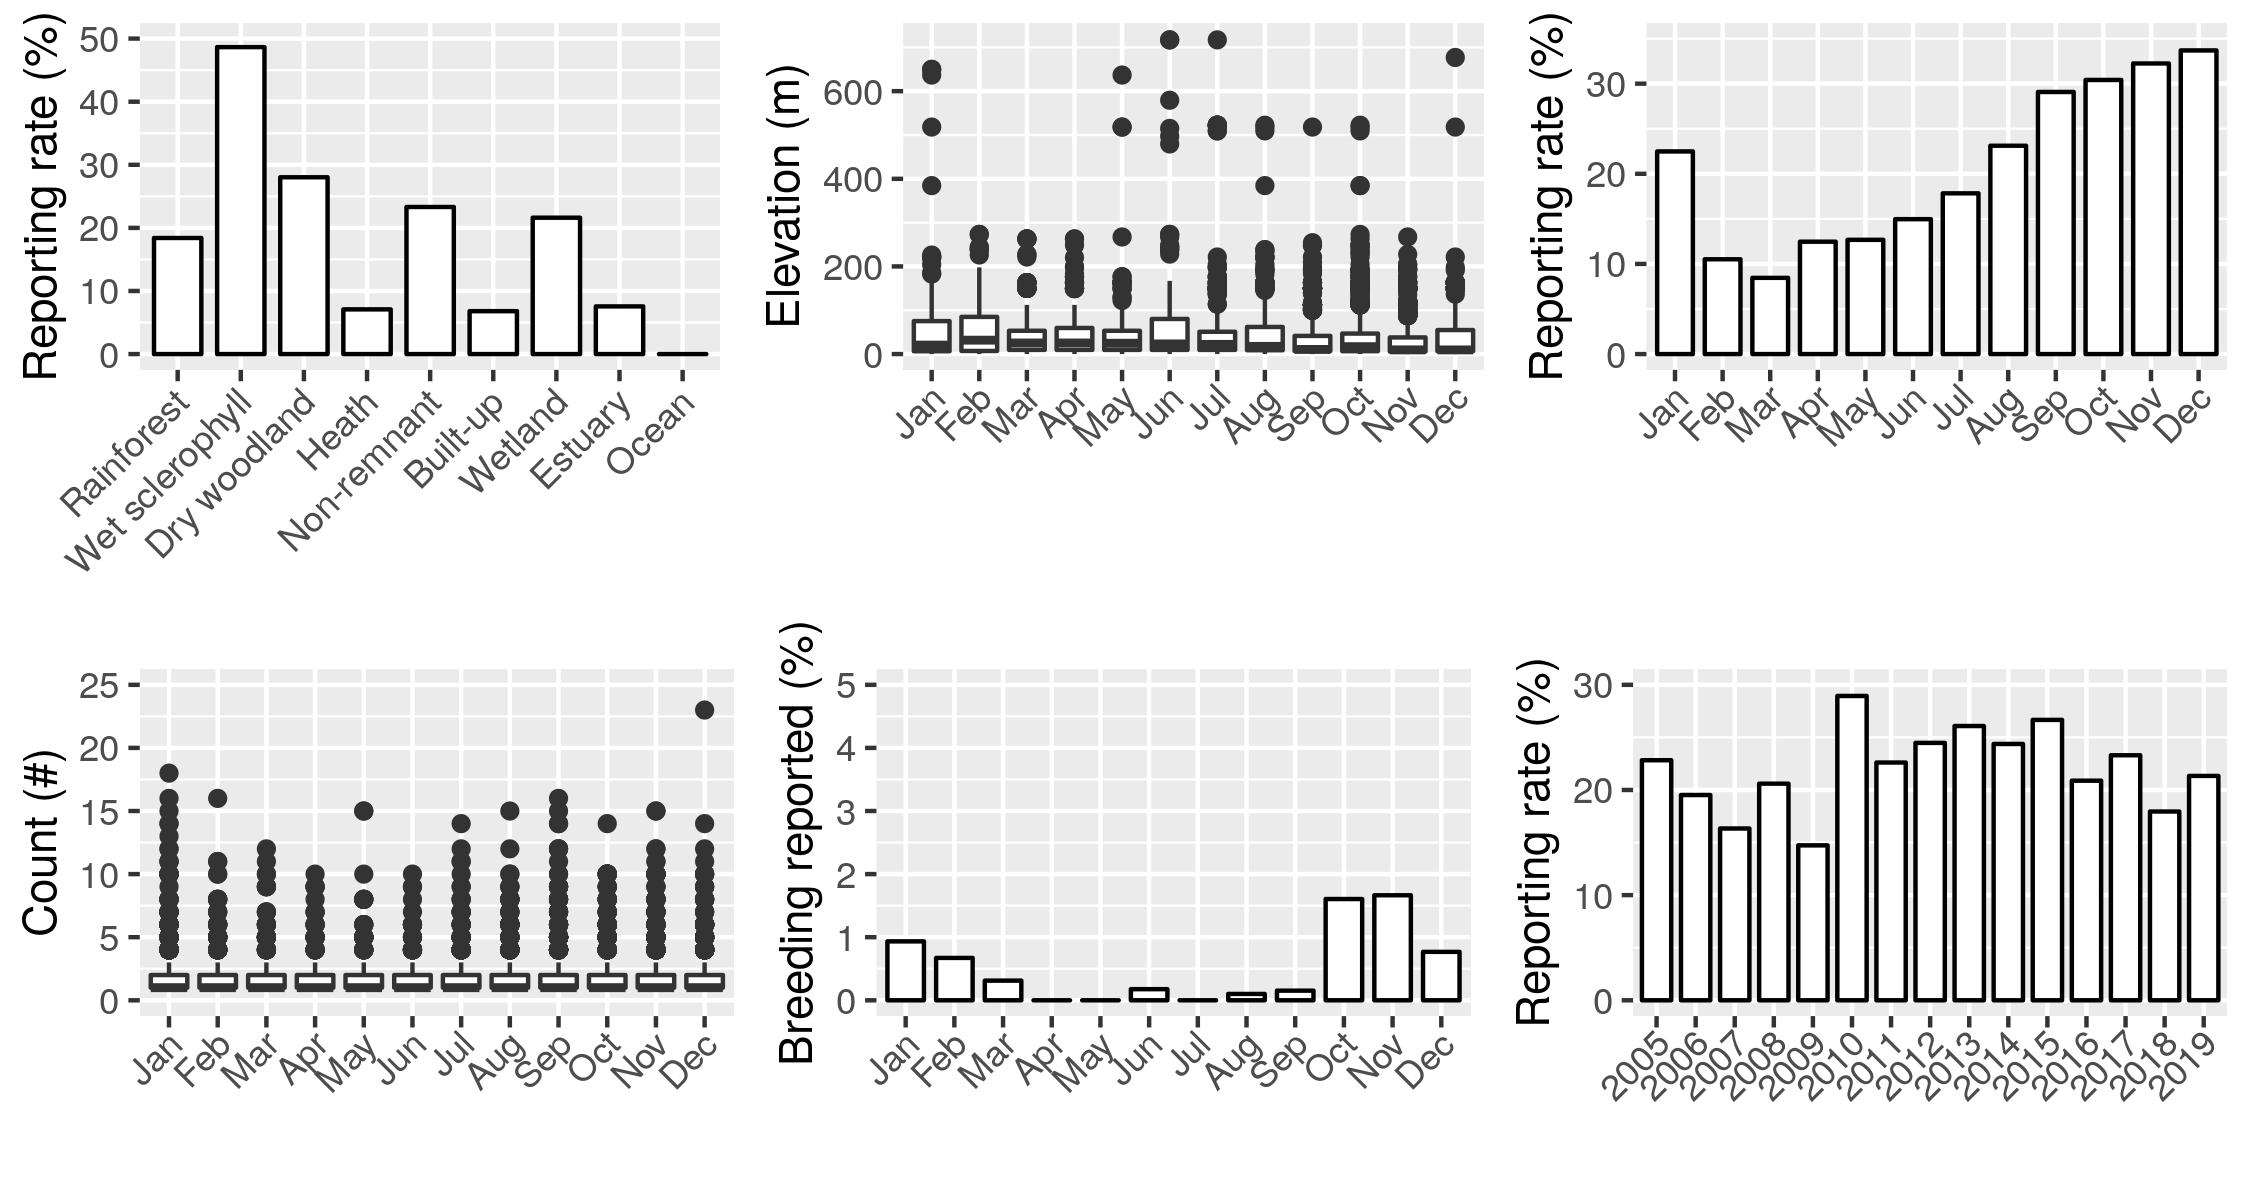 Reporting rate (%)
50
40
30
20
10
0
Rainforest
Wet sclerophyll
Dry woodland
Heath
Non-remnant
Built-up
Wetland
Estuary
Ocean
Elevation (m)
600
400
200
0
Jan
Feb
Mar
Apr
May
Jun
Jul
Aug
Sep
Oct
Nov
Dec
Reporting rate (%)
30
20
10
0
Jan
Feb
Mar
Apr
May
Jun
Jul
Aug
Sep
Oct
Nov
Dec
Count (#)
25
20
15
10
5
0
Jan
Feb
Mar
Apr
May
Jun
Jul
Aug
Sep
Oct
Nov
Dec
Breeding reported (%)
5
4
3
2
1
0
Jan
Feb
Mar
Apr
May
Jun
Jul
Aug
Sep
Oct
Nov
Dec
Reporting rate (%)
30
20
10
0
2005
2006
2007
2008
2009
2010
2011
2012
2013
2014
2015
2016
2017
2018
2019